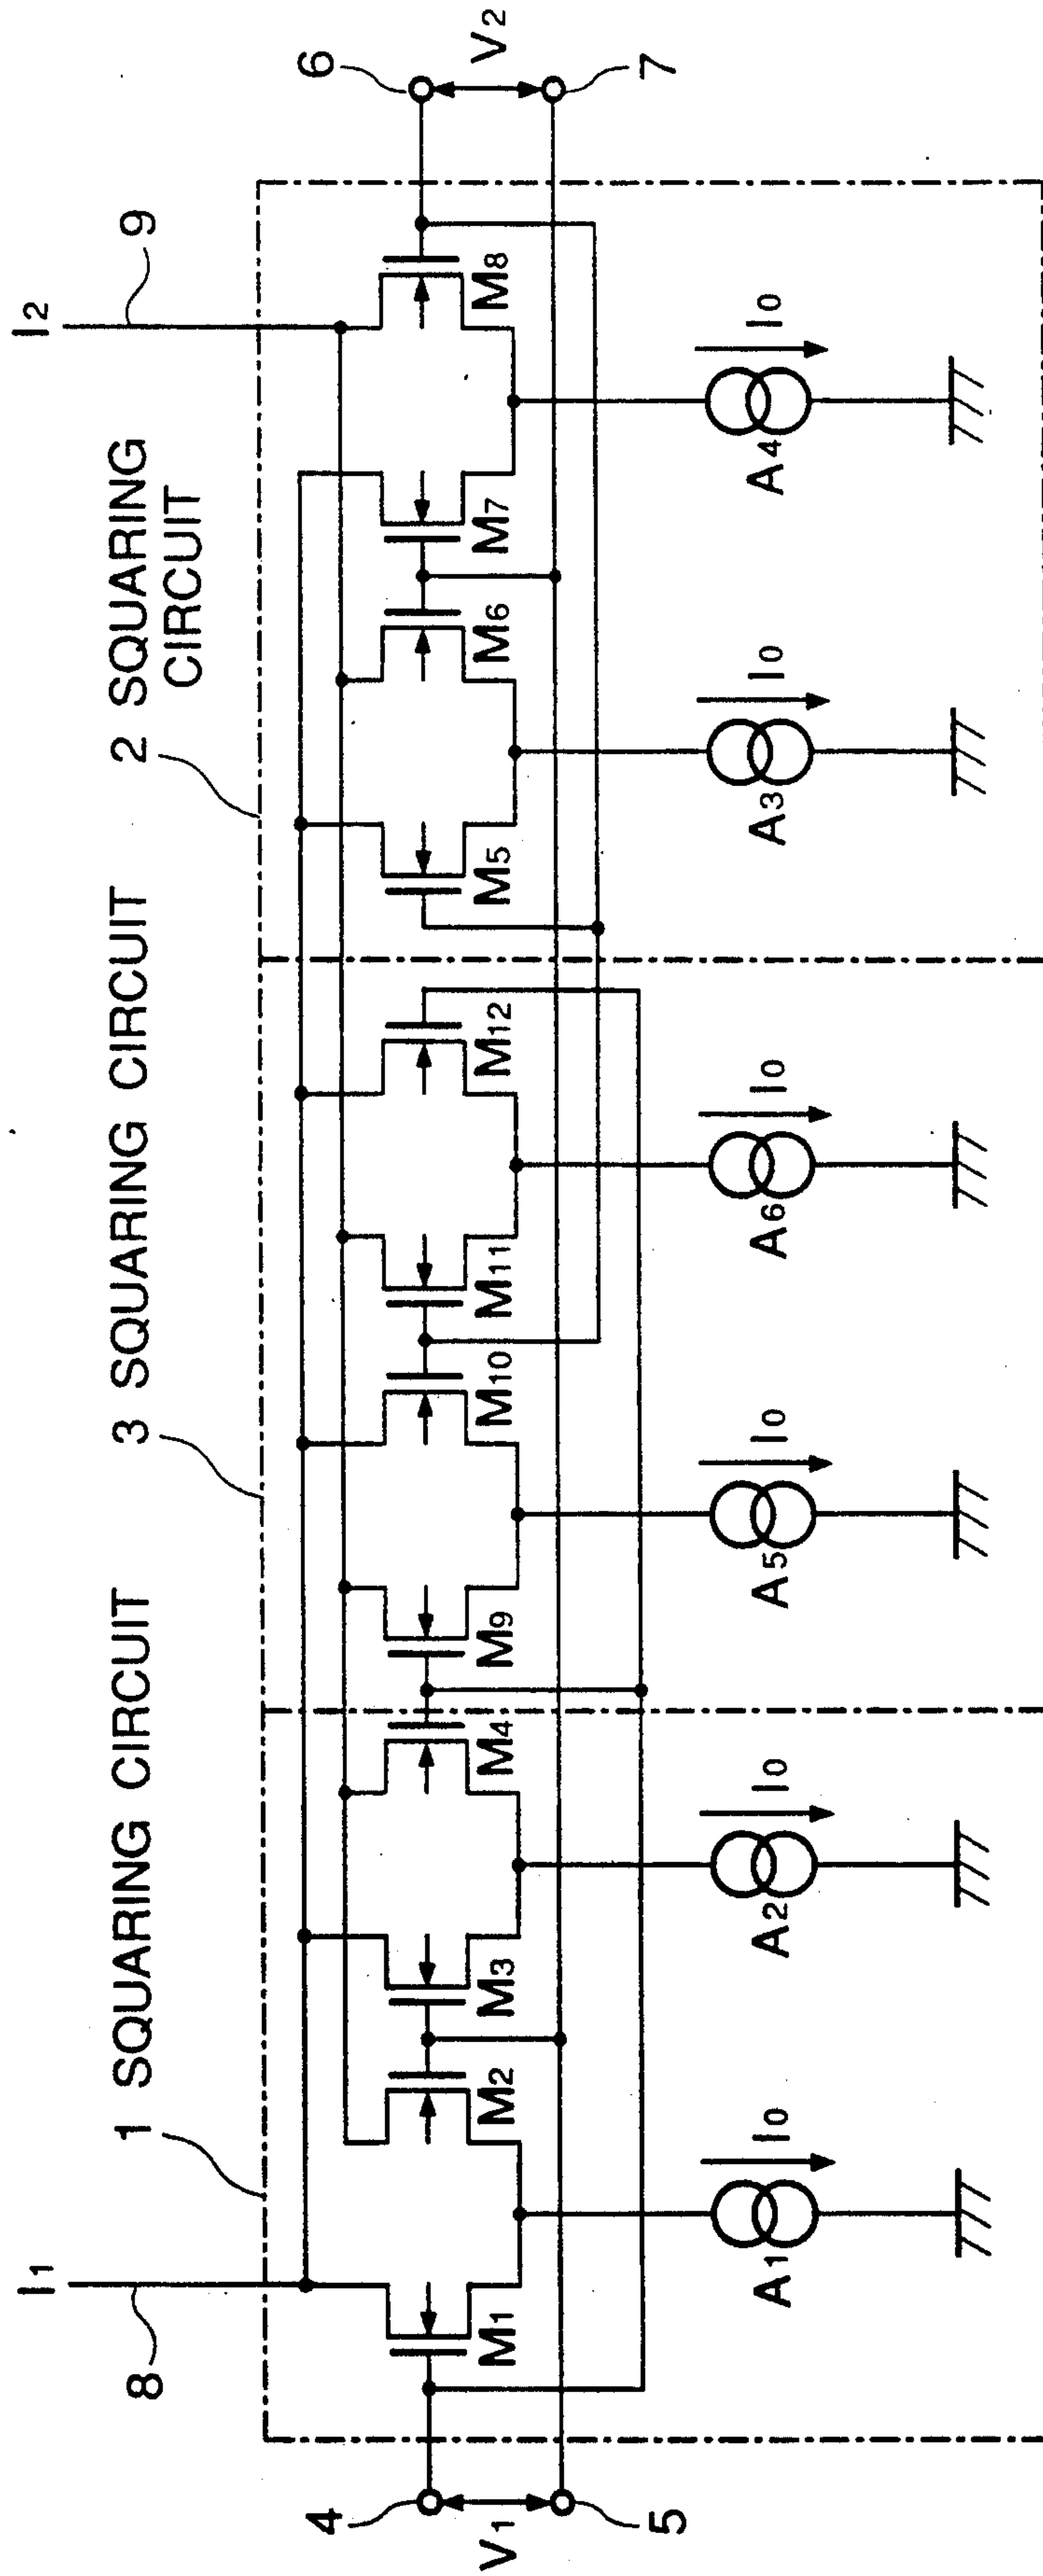 I1
I2
8
9
1 SQUARING CIRCUIT
3 SQUARING CIRCUIT
2 SQUARING
CIRCUIT
4
V1
5
6
V2
7
M1
M2
M3
M4
M9
M10
M11
M12
M5
M6
M7
M8
I0
I0
I0
I0
I0
I0
A1
A2
A5
A6
A3
A4